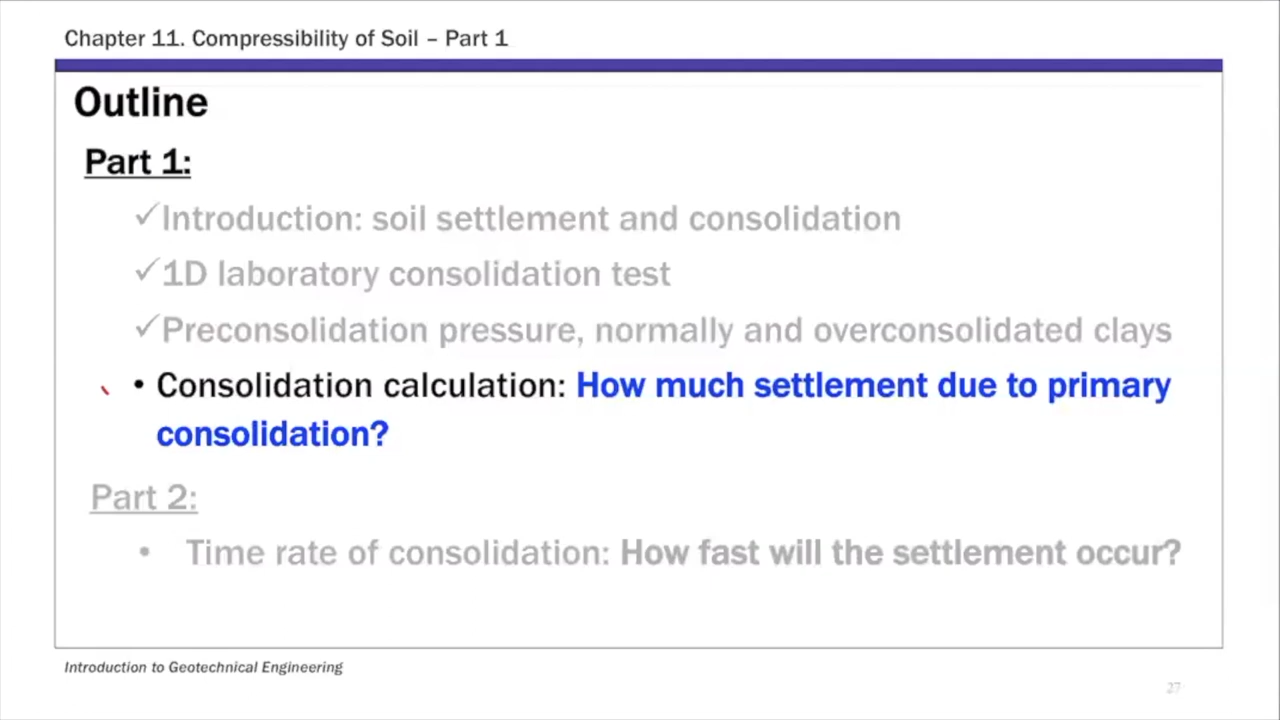 Chapter 11. Compressibility of Soil – Part 1
Outline
Part 1:
✓Introduction: soil settlement and consolidation
✓1D laboratory consolidation test
✓Preconsolidation pressure, normally and overconsolidated clays
• Consolidation calculation: How much settlement due to primary
consolidation?
Part 2:
• Time rate of consolidation: How fast will the settlement occur?
Introduction to Geotechnical Engineering
27